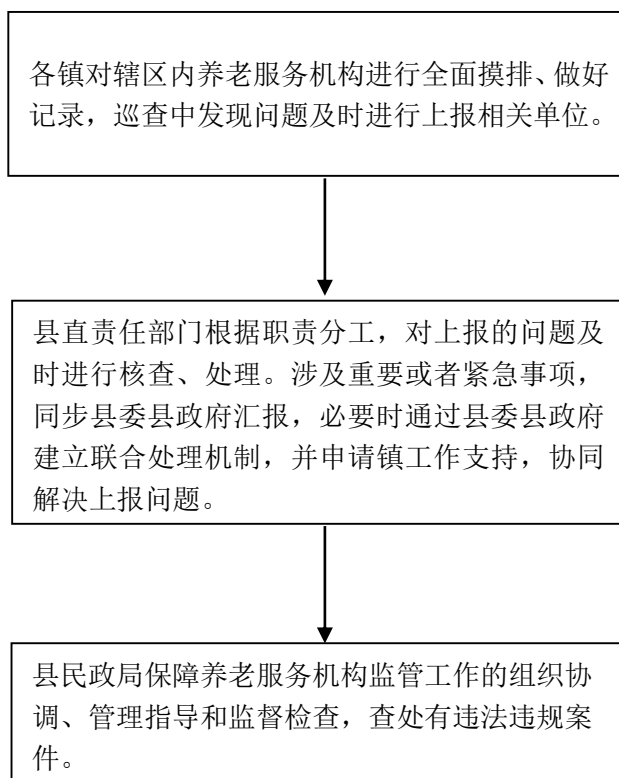 各镇对辖区内养老服务机构进行全面摸排、做好
记录，巡查中发现问题及时进行上报相关单位。
县直责任部门根据职责分工，对上报的问题及
时进行核查、处理。涉及重要或者紧急事项，
同步县委县政府汇报，必要时通过县委县政府
建立联合处理机制，并申请镇工作支持，协同
解决上报问题。
县民政局保障养老服务机构监管工作的组织协
调、管理指导和监督检查，查处有违法违规案
件。